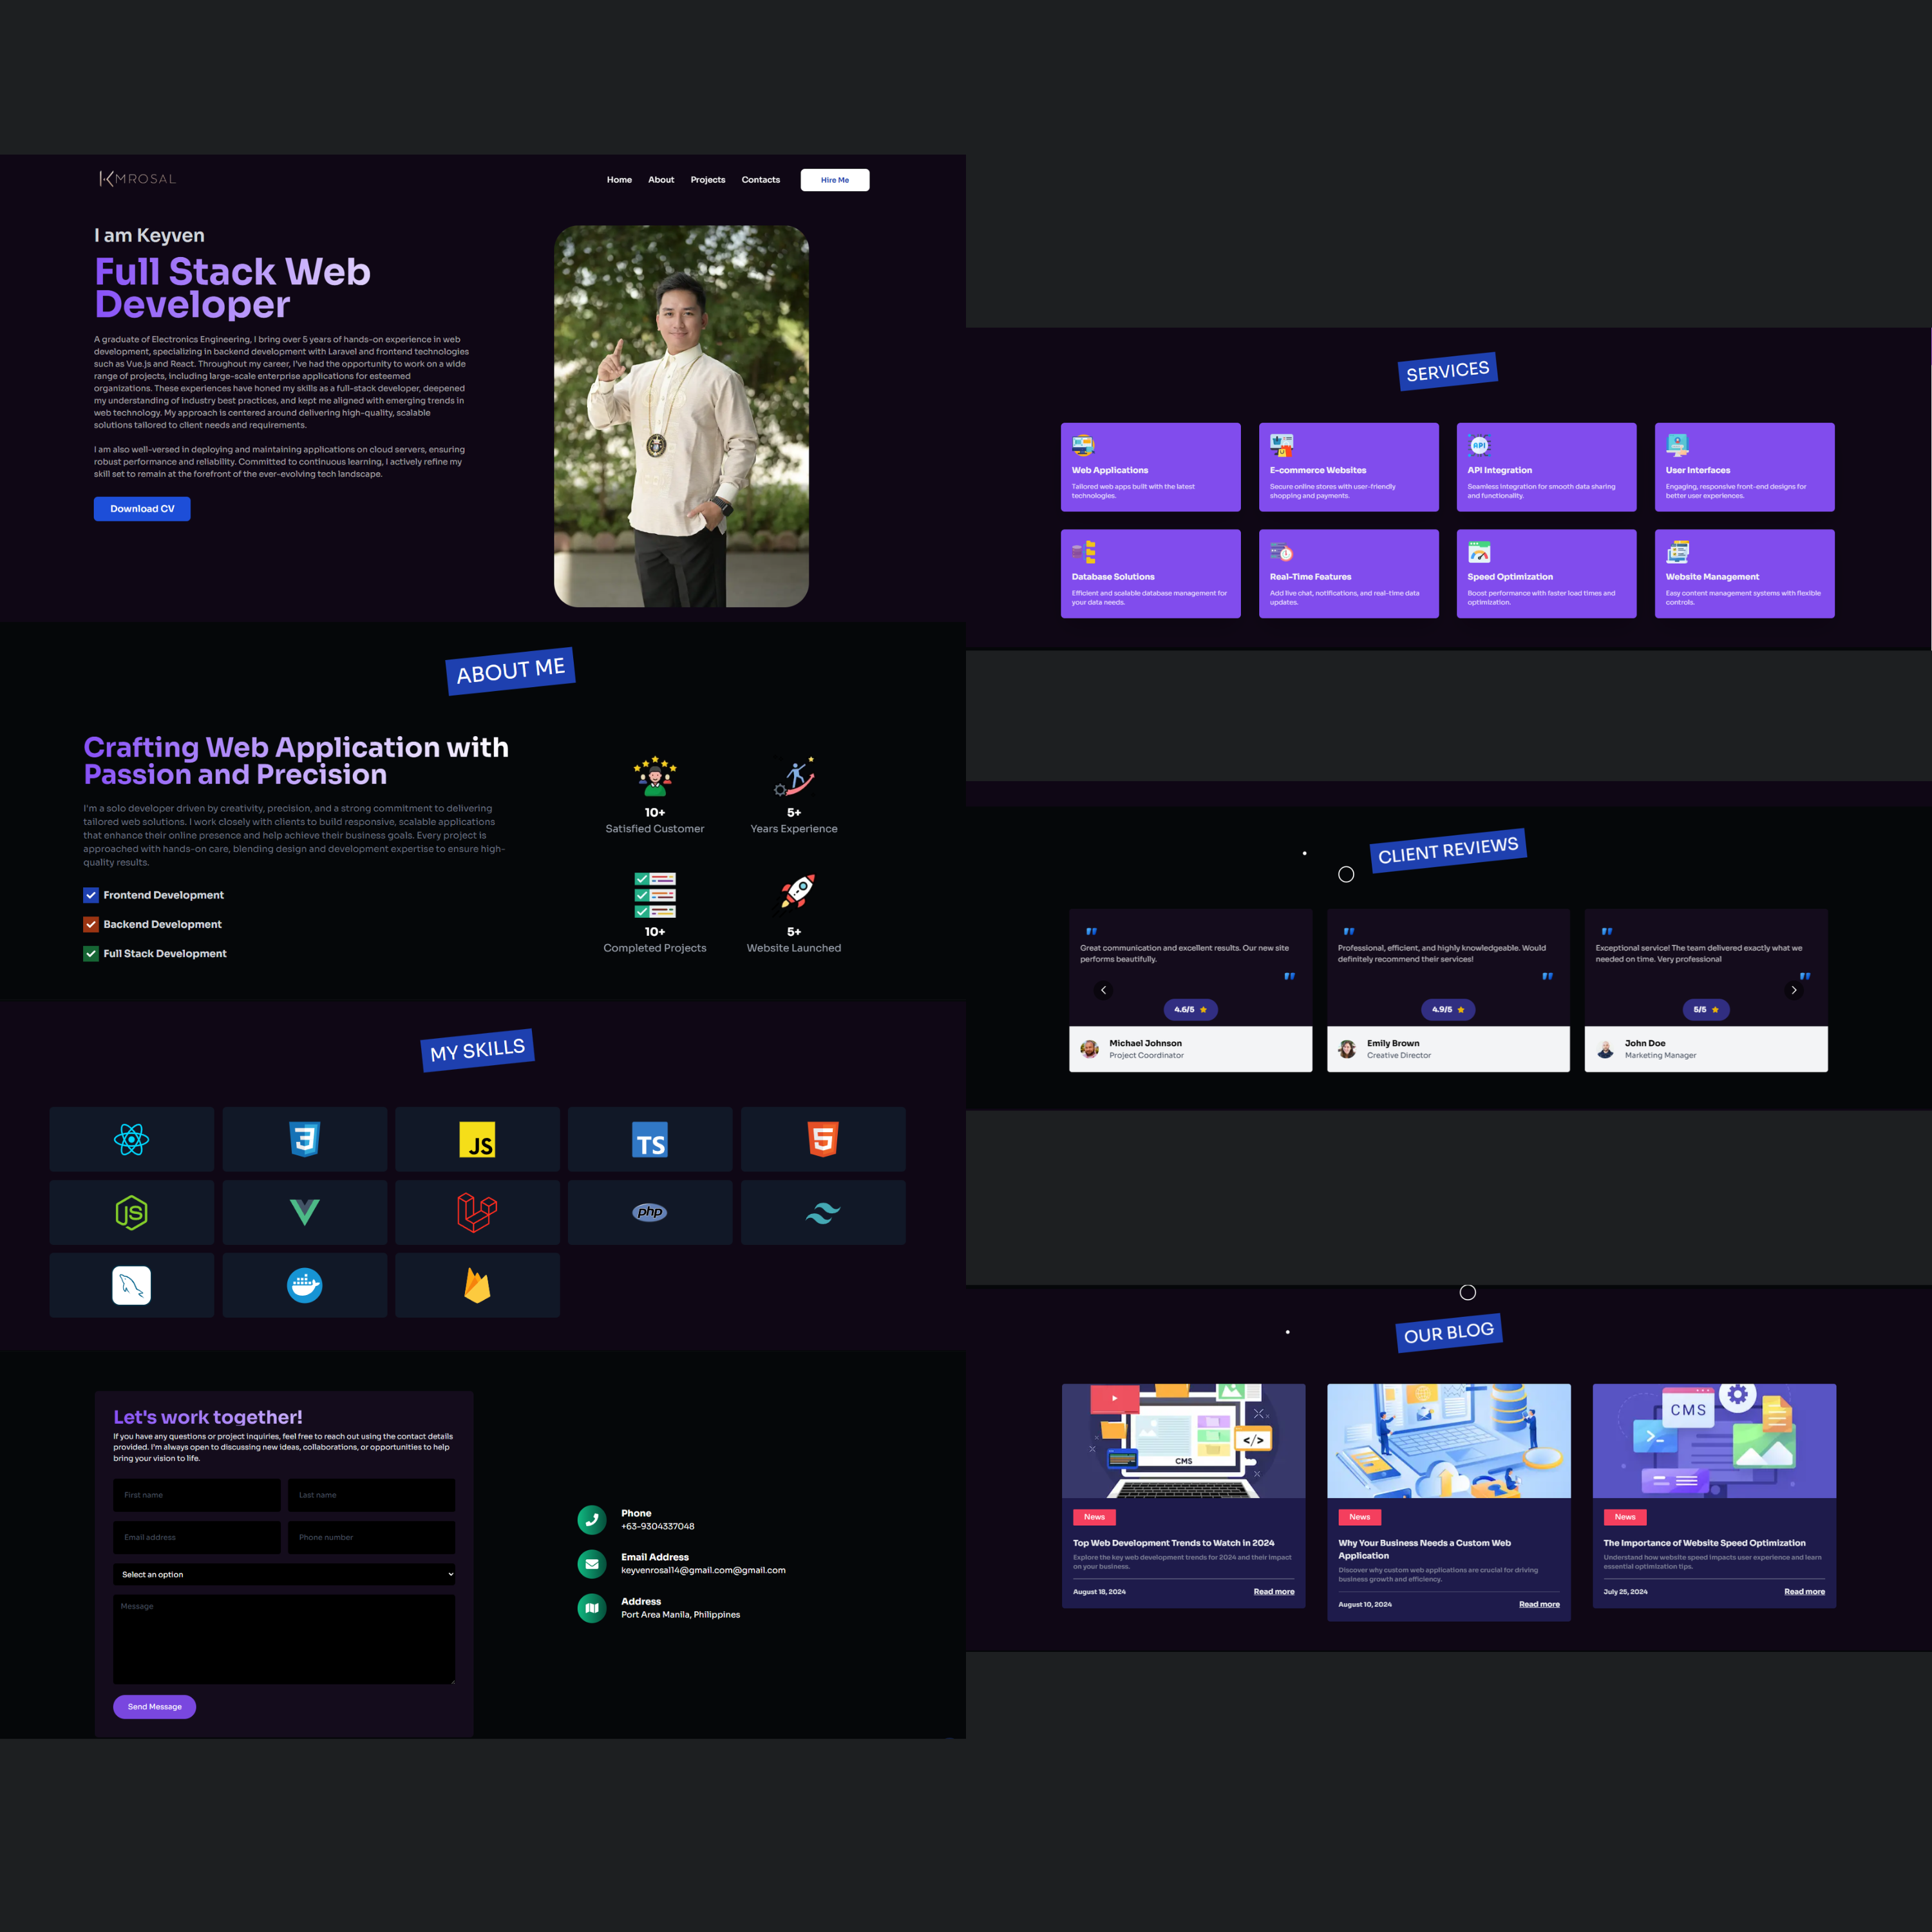 KMROSAL
Home
About
Projects
Contacts
Hire Me
I am Keyven
Full Stack Web
Developer
A graduate of Electronics Engineering, I bring over 5 years of hands-on experience in web
development, specializing in backend development with Laravel and frontend technologies
such as Vue.js and React. Throughout my career, I've had the opportunity to work on a wide
range of projects, including large-scale enterprise applications for esteemed
organizations. These experiences have honed my skills as a full-stack developer, deepened
my understanding of industry best practices, and kept me aligned with emerging trends in
web technology. My approach is centered around delivering high-quality, scalable
solutions tailored to client needs and requirements.
I am also well-versed in deploying and maintaining applications on cloud servers, ensuring
robust performance and reliability. Committed to continuous learning, I actively refine my
skill set to remain at the forefront of the ever-evolving tech landscape.
Download CV
ABOUT ME
Crafting Web Application with
Passion and Precision
I'm a solo developer driven by creativity, precision, and a strong commitment to delivering
tailored web solutions. I work closely with clients to build responsive, scalable applications
that enhance their online presence and help achieve their business goals. Every project is
approached with hands-on care, blending design and development expertise to ensure high-
quality results.
Frontend Development
Backend Development
Full Stack Development
10+
Satisfied Customer
5+
Years Experience
10+
Completed Projects
5+
Website Launched
MY SKILLS
3
JS
TS
5
JS
php
Let's work together!
If you have any questions or project inquiries, feel free to reach out using the contact details
provided. I'm always open to discussing new ideas, collaborations, or opportunities to help
bring your vision to life.
First name
Last name
Email address
Phone number
Select an option
Message
Send Message
Phone
+63-9304337048
Email Address
keyvenrosal14@gmail.com@gmail.com
Address
Port Area Manila, Philippines
SERVICES
Web Applications
Tailored web apps built with the latest
technologies.
E-commerce Websites
Secure online stores with user-friendly
shopping and payments.
API
API Integration
Seamless integration for smooth data sharing
and functionality.
User Interfaces
Engaging, responsive front-end designs for
better user experiences.
Database Solutions
Efficient and scalable database management for
your data needs.
Real-Time Features
Add live chat, notifications, and real-time data
updates.
Speed Optimization
Boost performance with faster load times and
optimization.
Website Management
Easy content management systems with flexible
controls.
CLIENT REVIEWS
Great communication and excellent results. Our new site
performs beautifully.
4.6/5
Michael Johnson
Project Coordinator
Professional, efficient, and highly knowledgeable. Would
definitely recommend their services!
4.9/5
Emily Brown
Creative Director
Exceptional service! The team delivered exactly what we
needed on time. Very professional
5/5
John Doe
Marketing Manager
OUR BLOG
</>
CMS
News
Top Web Development Trends to Watch in 2024
Explore the key web development trends for 2024 and their impact
on your business.
August 18, 2024
Read more
News
Why Your Business Needs a Custom Web
Application
Discover why custom web applications are crucial for driving
business growth and efficiency.
August 10, 2024
Read more
CMS
News
The Importance of Website Speed Optimization
Understand how website speed impacts user experience and learn
essential optimization tips.
July 25, 2024
Read more